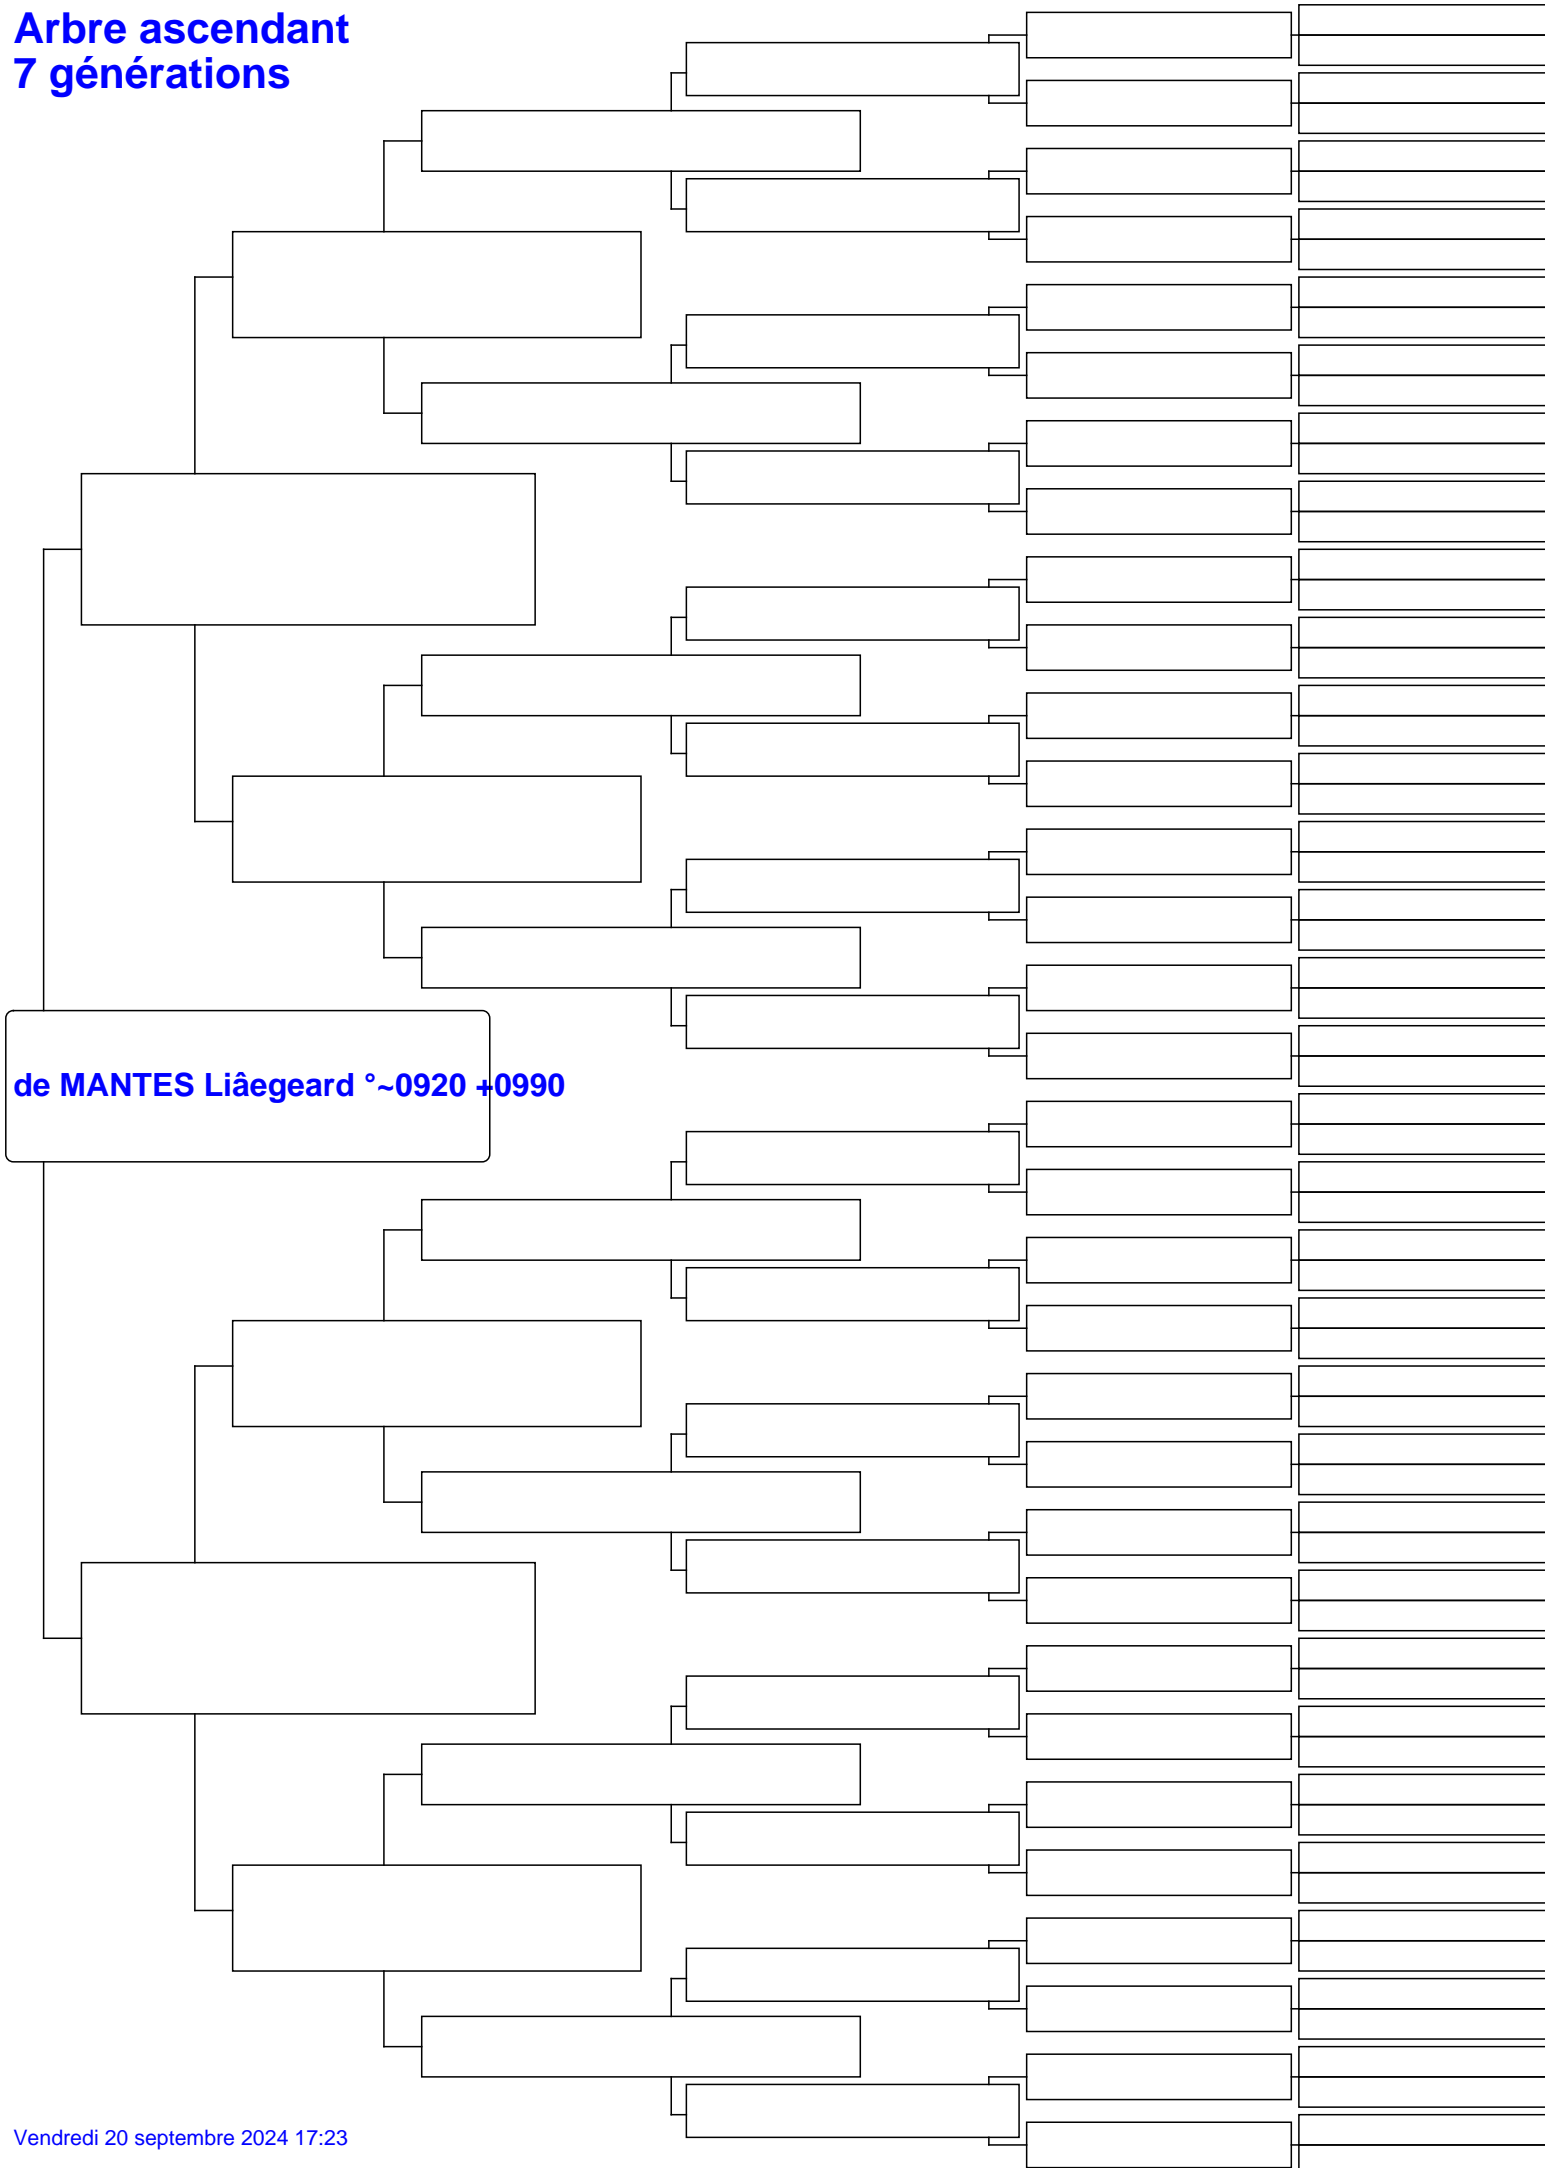 Arbre ascendant
7 générations
de MANTES Liâegeard °~0920 +0990
Vendredi 20 septembre 2024 17:23